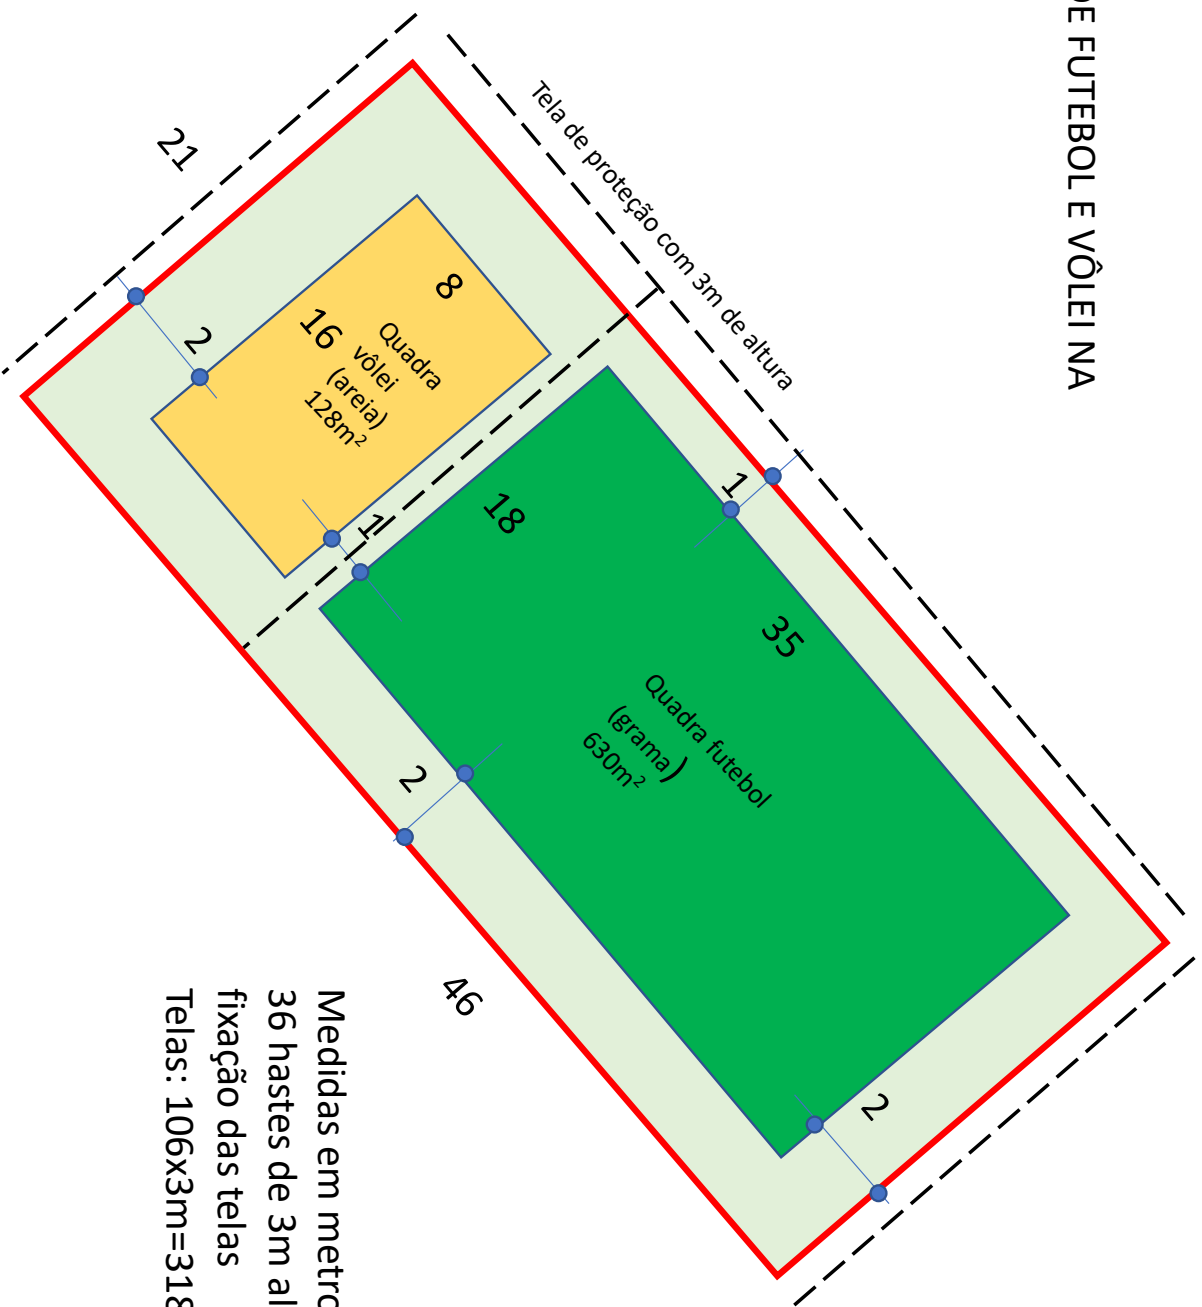 DE FUTEBOL E VÔLEI NA
Tela de proteção com 3m de altura
21
2
8
16
Quadra
vôlei
(areia)
128m²
1
18
1
35
Quadra futebol
(grama)
630m²
2
46
2
Medidas em metro
36 hastes de 3m al
fixação das telas
Telas: 106x3m=318